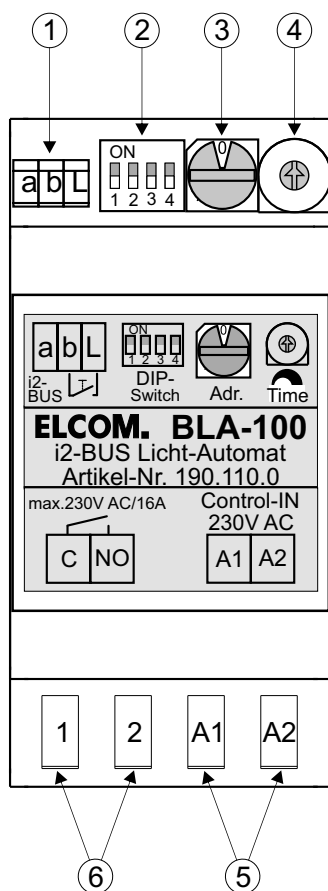 1 2 3 4
a b L
ON
1 2 3 4
0
a b L
ON
1 2 3 4
0
i2-
BUS
DIP-
Switch
Adr.
Time
ELCOM. BLA-100
i2-BUS Licht-Automat
Artikel-Nr. 190.110.0
max.230V AC/16A
Control-IN
230V AC
C NO
A1 A2
1 2 A1 A2
6 5